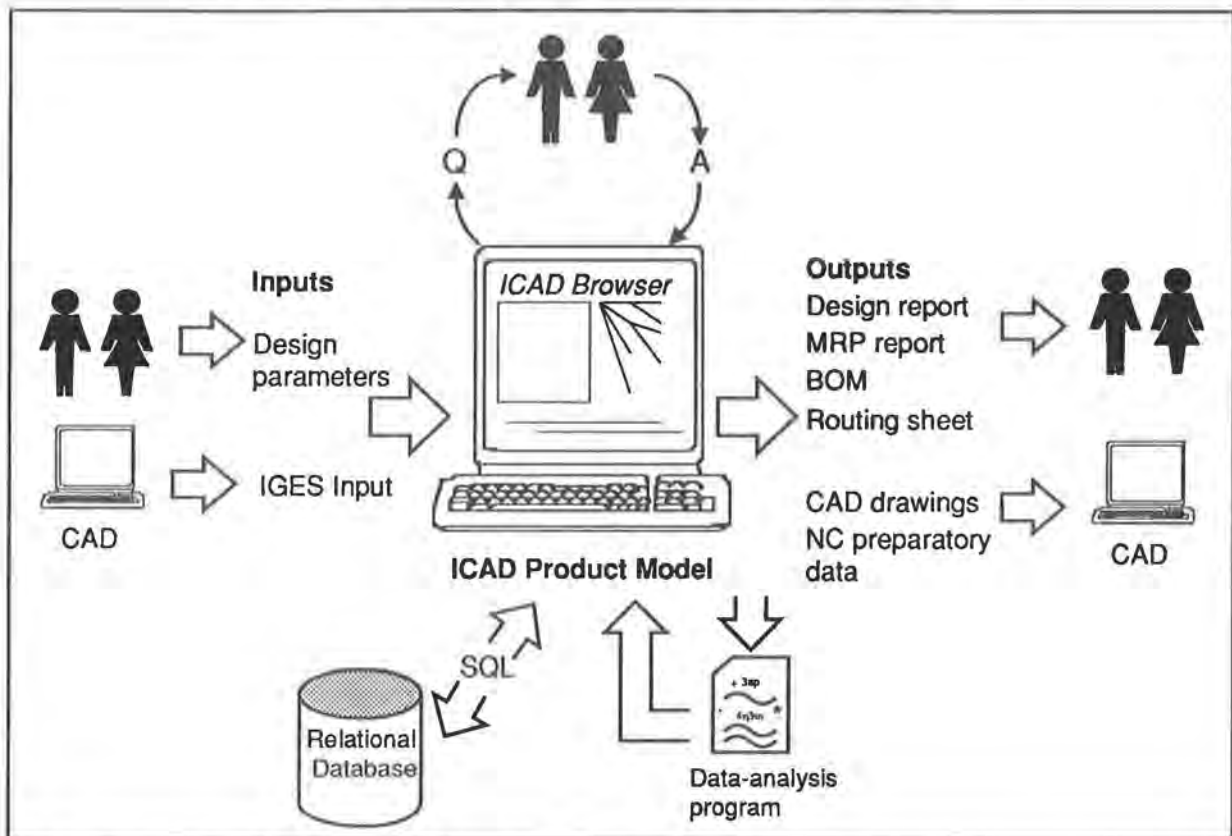 Q
A
Inputs
Design
parameters
IGES Input
CAD
ICAD Browser
ICAD Product Model
Outputs
Design report
MRP report
BOM
Routing sheet
CAD drawings
NC preparatory
data
CAD
SQL
Relational
Database
Data-analysis
program